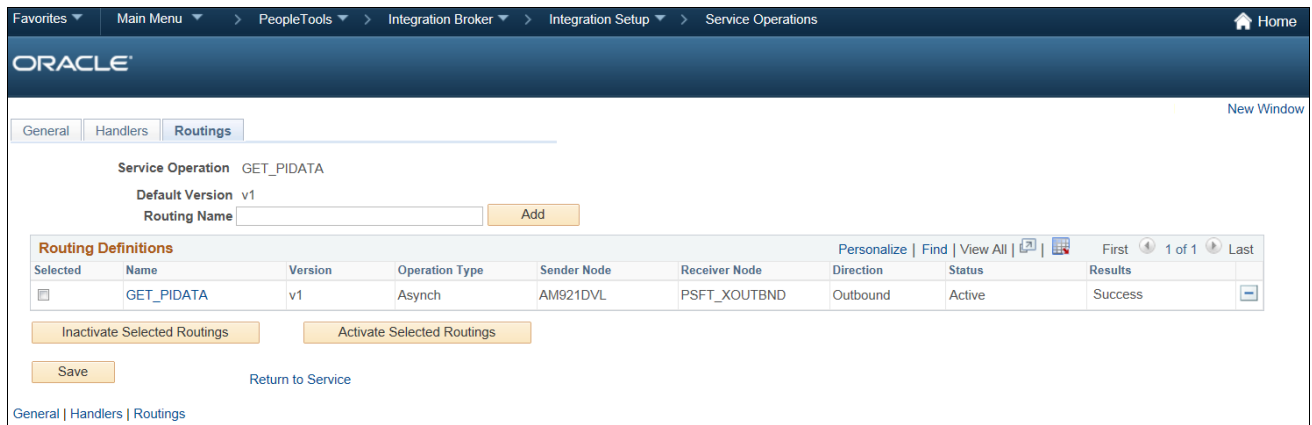 Favorites Main Menu > PeopleTools > Integration Broker > Integration Setup > Service Operations Home
ORACLE
New Window
General Handlers Routings
Service Operation GET_PIDATA
Default Version v1
Routing Name Add
Routing Definitions Personalize | Find | View All | | First 1 of 1 Last
Selected Name Version Operation Type Sender Node Receiver Node Direction Status Results
GET_PIDATA v1 Asynch AM921DVL PSFT_XOUTBND Outbound Active Success
Inactivate Selected Routings Activate Selected Routings
Save Return to Service
General | Handlers | Routings